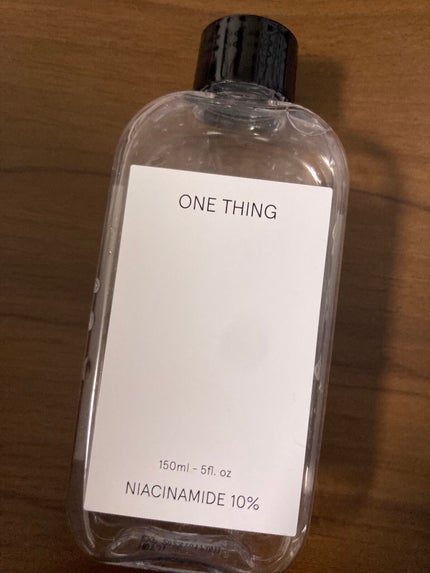 ONE THING
150ml - 5fl. oz
NIACINAMIDE 10%